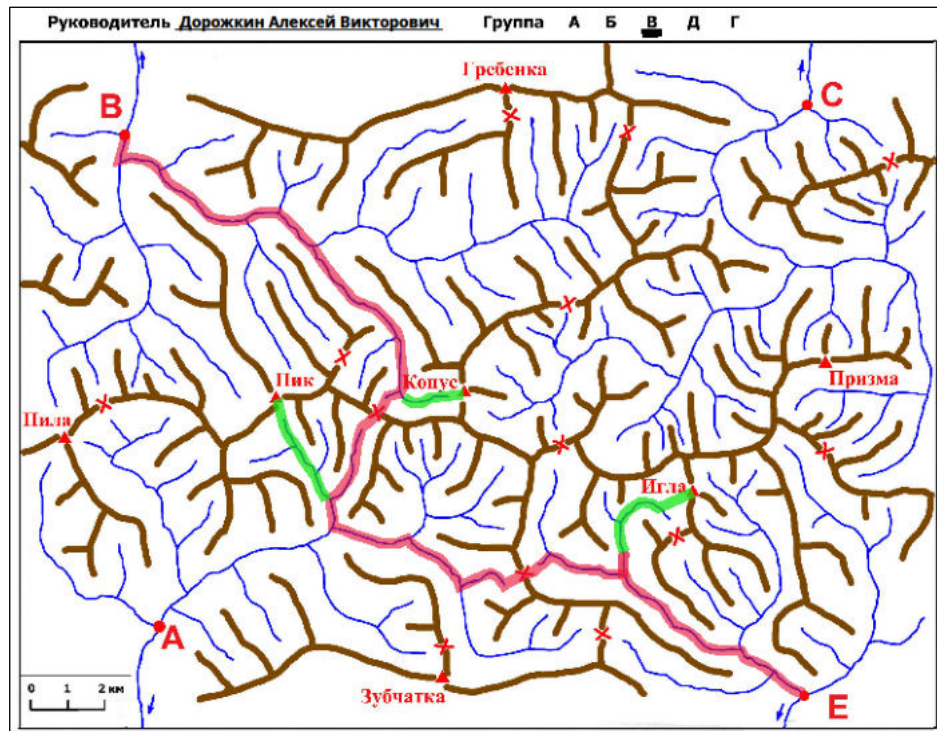 Руководитель Дорожкин Алексей Викторович Группа А Б В Д Г
Гребенка
B
C
Пик
Копус
Призма
Пила
Игла
A
Зубчатка
E
0 1 2 км